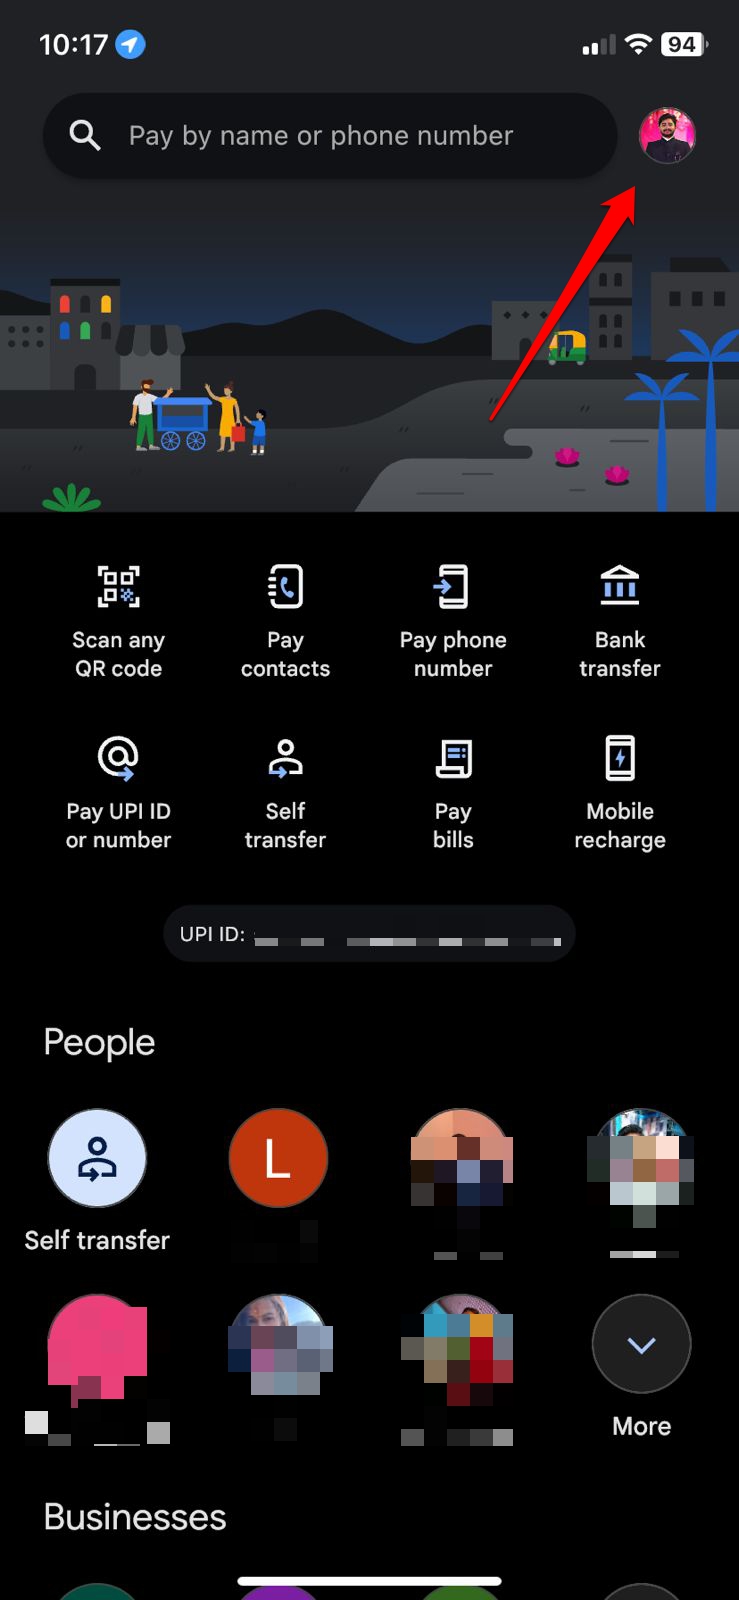 10:17
94
Pay by name or phone number
Scan any
QR code
Pay
contacts
Pay phone
number
Bank
transfer
Pay UPI ID
or number
Self
transfer
Pay
bills
Mobile
recharge
UPI ID:
People
L
Self transfer
More
Businesses